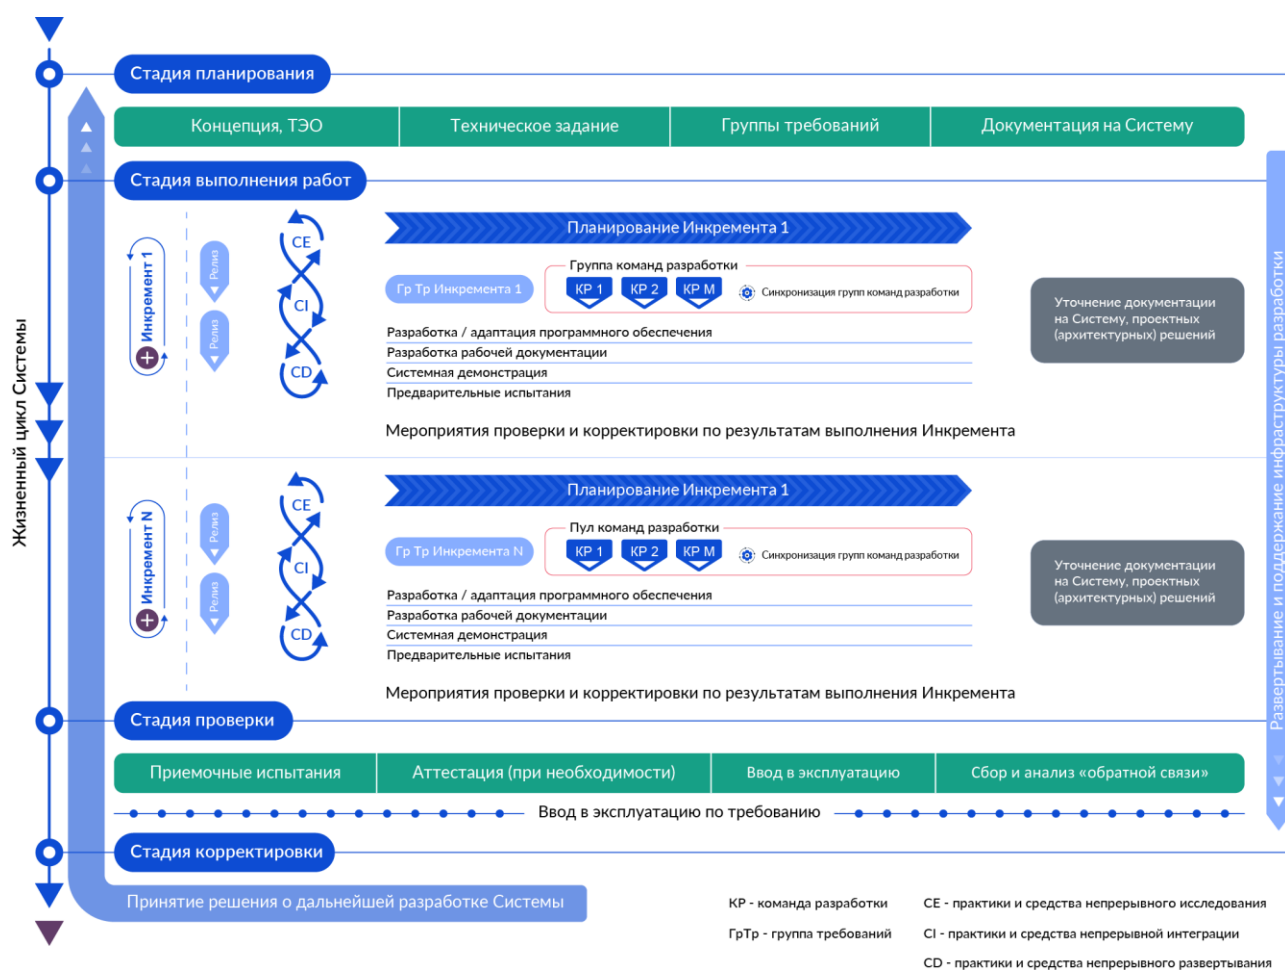 Стадия планирования
Концепция, ТЭО
Техническое задание
Группы требований
Документация на Систему
Стадия выполнения работ
Жизненный цикл Системы
Развертывание и поддержание инфраструктуры разработки
Инкремент 1
Релиз
Релиз
CE
CI
CD
Планирование Инкремента 1
Гр Тр Инкремента 1
Группа команд разработки
КР 1
КР 2
КР М
Синхронизация групп команд разработки
Разработка / адаптация программного обеспечения
Разработка рабочей документации
Системная демонстрация
Предварительные испытания
Уточнение документации
на Систему, проектных
(архитектурных) решений
Мероприятия проверки и корректировки по результатам выполнения Инкремента
Инкремент N
Релиз
Релиз
CE
CI
CD
Планирование Инкремента 1
Гр Тр Инкремента N
Пул команд разработки
КР 1
КР 2
КР М
Синхронизация групп команд разработки
Разработка / адаптация программного обеспечения
Разработка рабочей документации
Системная демонстрация
Предварительные испытания
Уточнение документации
на Систему, проектных
(архитектурных) решений
Мероприятия проверки и корректировки по результатам выполнения Инкремента
Стадия проверки
Приемочные испытания
Аттестация (при необходимости)
Ввод в эксплуатацию
Сбор и анализ «обратной связи»
Ввод в эксплуатацию по требованию
Стадия корректировки
Принятие решения о дальнейшей разработке Системы
КР - команда разработки
ГрТр - группа требований
CE - практики и средства непрерывного исследования
CI - практики и средства непрерывной интеграции
CD - практики и средства непрерывного развертывания